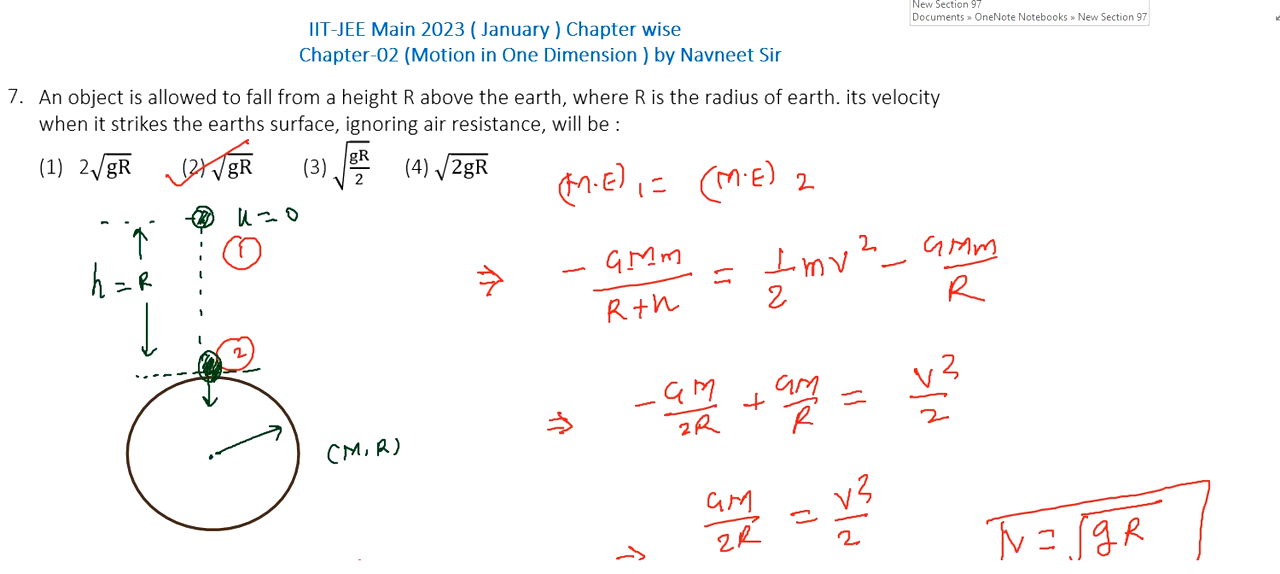 New Section 97
Documents » OneNote Notebooks » New Section 97
IIT-JEE Main 2023 ( January ) Chapter wise
Chapter-02 (Motion in One Dimension ) by Navneet Sir
7. An object is allowed to fall from a height R above the earth, where R is the radius of earth. its velocity
when it strikes the earths surface, ignoring air resistance, will be :
(1) 2√gR (2) √gR (3) √(gR/2) (4) √2gR
(M.E)₁ = (M.E)₂
u = 0
①
h = R
⇒ - GMm/(R+h) = 1/2 mv² - GMm/R
②
⇒ - GM/2R + GM/R = v²/2
(M, R)
⇒ GM/2R = v²/2
v = √gR